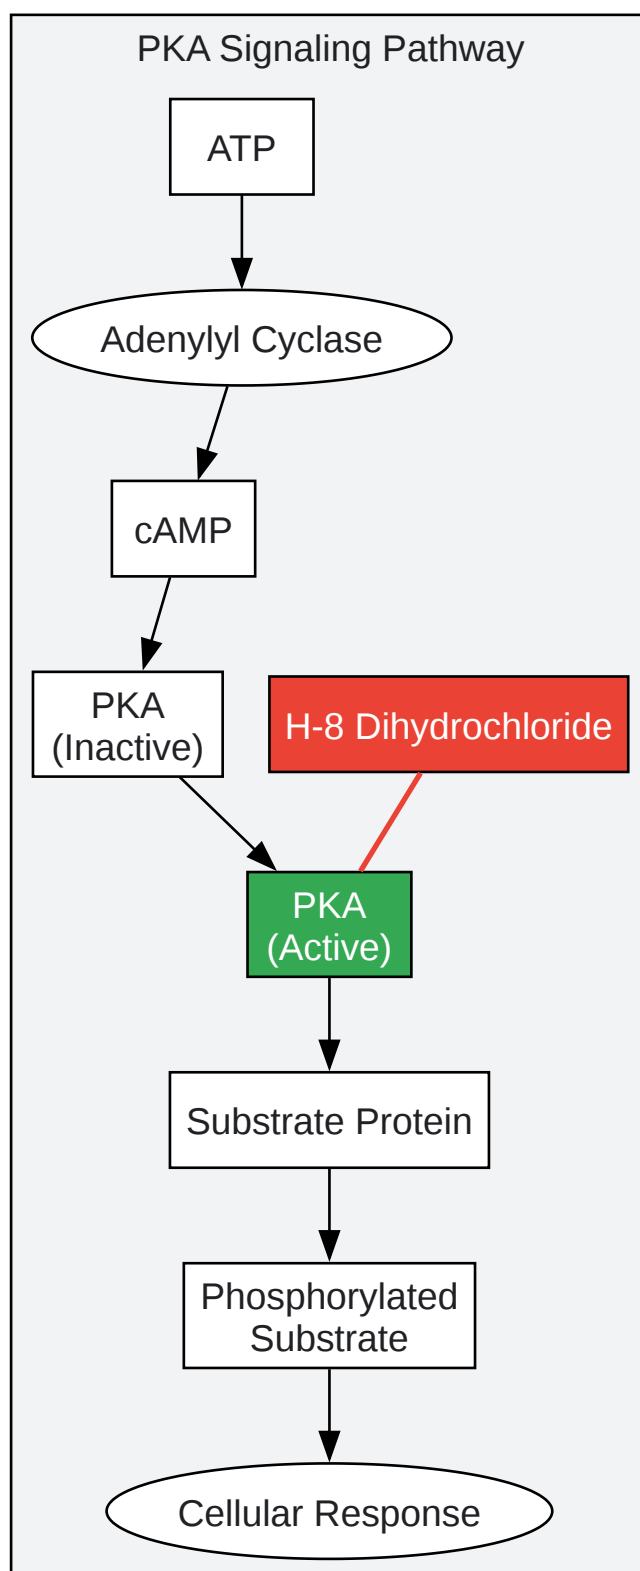 PKA Signaling Pathway
ATP
Adenylyl Cyclase
cAMP
PKA
(Inactive)
H-8 Dihydrochloride
PKA
(Active)
Substrate Protein
Phosphorylated
Substrate
Cellular Response